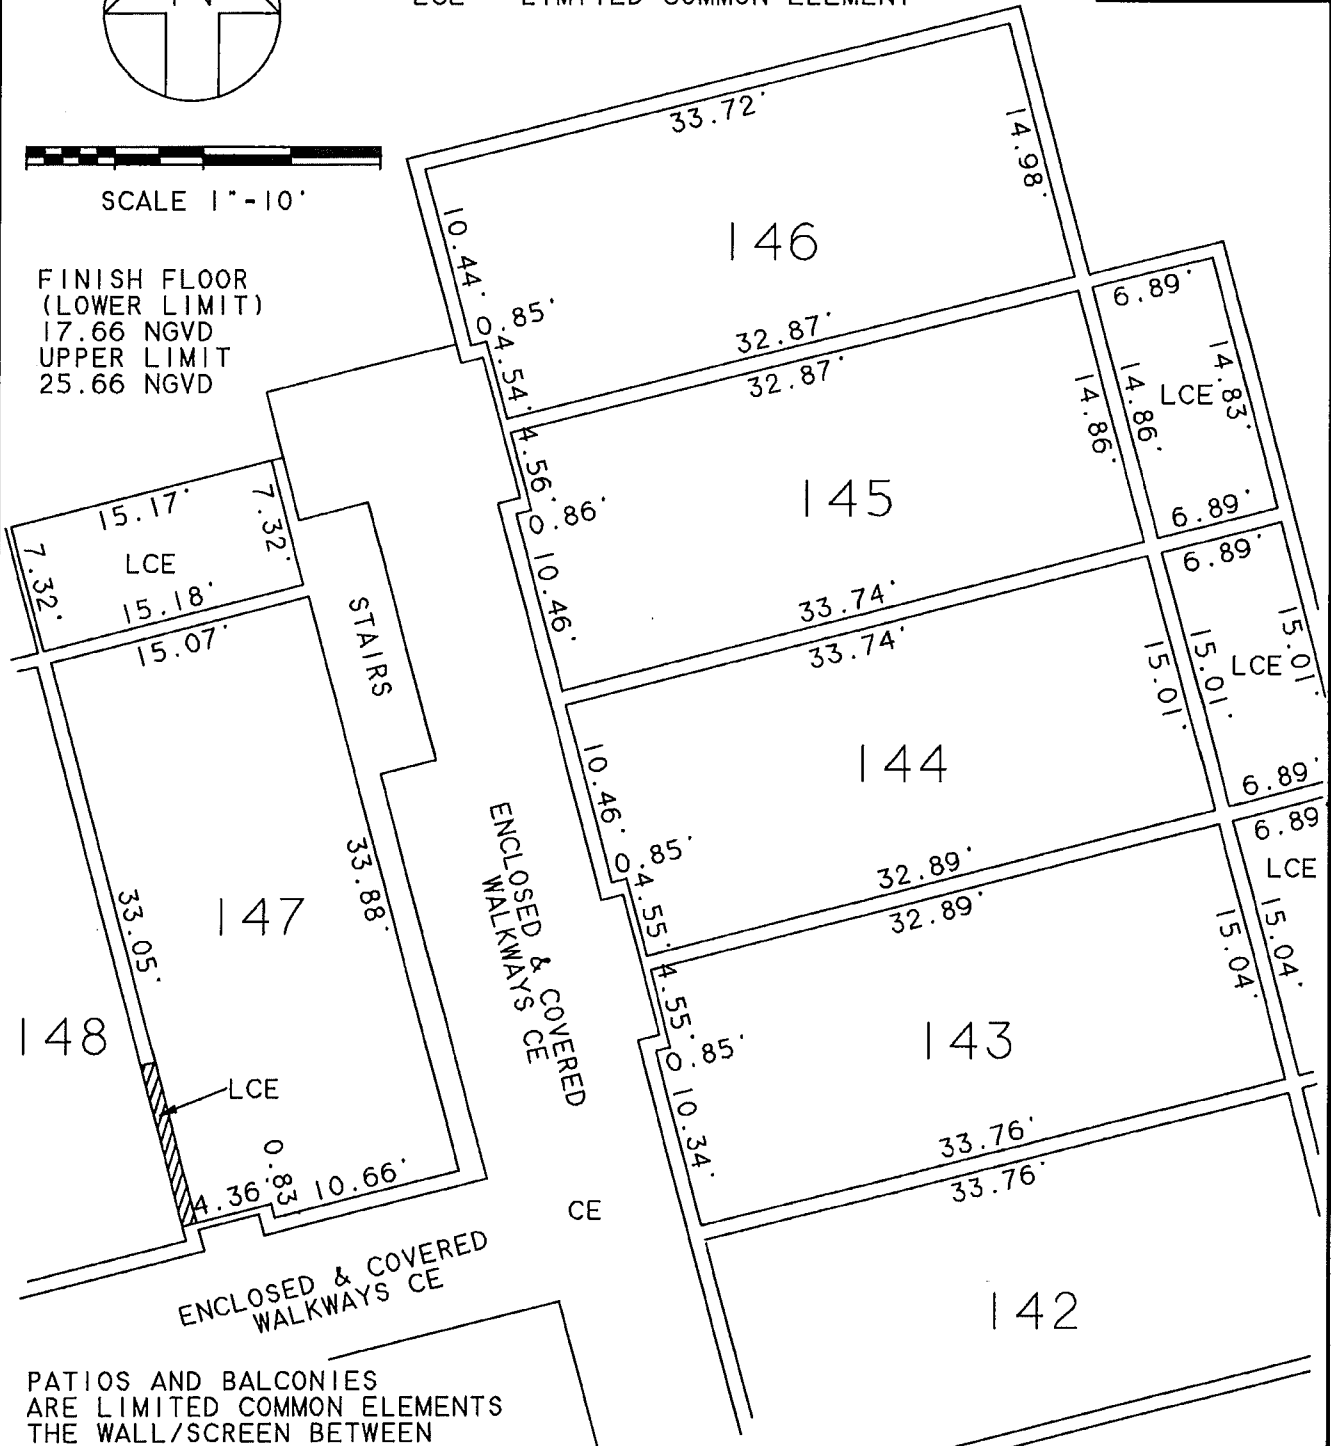 N
LCE - LIMITED COMMON ELEMENT
SCALE 1"-10'
FINISH FLOOR
(LOWER LIMIT)
17.66 NGVD
UPPER LIMIT
25.66 NGVD
33.72'
14.98'
10.44'
146
0.85'
4.54'
32.87'
32.87'
6.89'
14.86'
14.86'
LCE
14.83'
4.56'
0.86'
145
10.46'
6.89'
6.89'
33.74'
33.74'
15.17'
7.32'
7.32'
LCE
15.18'
15.07'
STAIRS
15.01'
15.01'
LCE
15.01'
10.46'
144
6.89'
6.89
0.85'
4.55'
32.89'
32.89'
LCE
33.88'
33.05'
147
ENCLOSED & COVERED
WALKWAYS CE
15.04'
15.04'
4.55'
0.85'
143
10.34'
148
LCE
33.76'
33.76'
4.36'
0.83'
10.66'
CE
ENCLOSED & COVERED
WALKWAYS CE
142
PATIOS AND BALCONIES
ARE LIMITED COMMON ELEMENTS
THE WALL/SCREEN BETWEEN